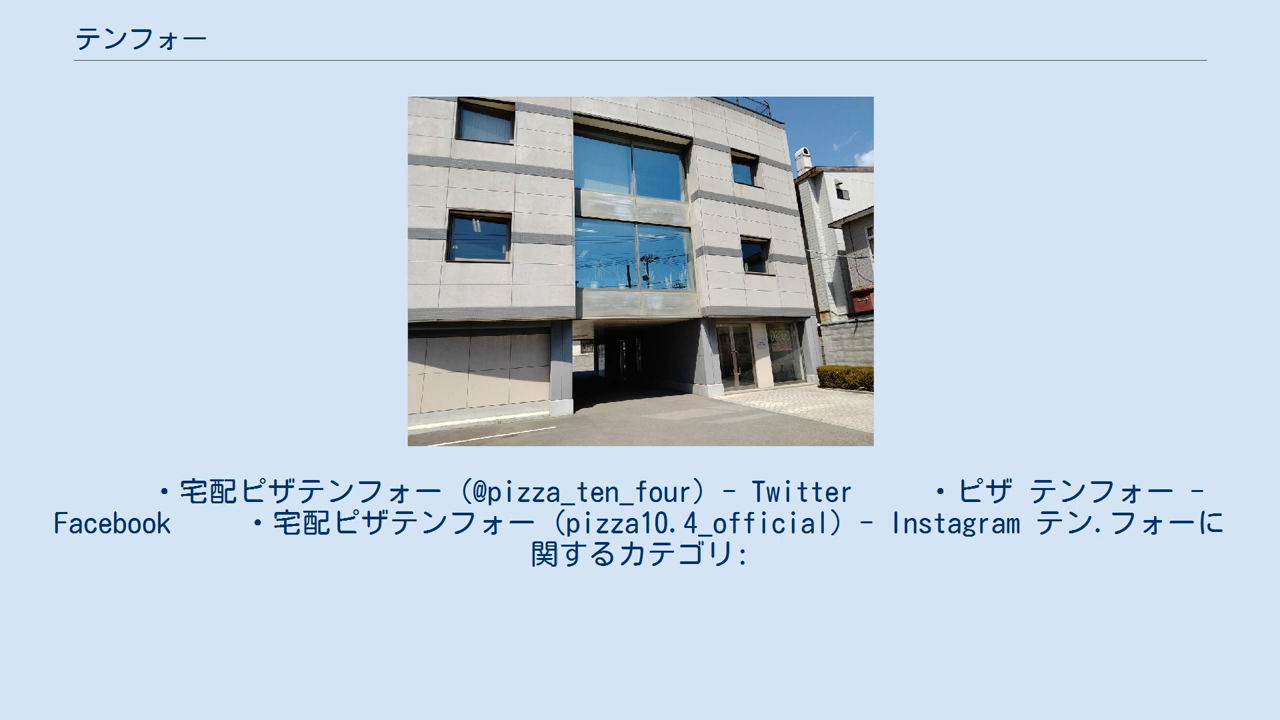 テンフォー
・宅配ピザテンフォー (@pizza_ten_four) - Twitter ・ピザ テンフォー -
Facebook ・宅配ピザテンフォー (pizza10.4_official) - Instagram テン.フォーに
関するカテゴリ: